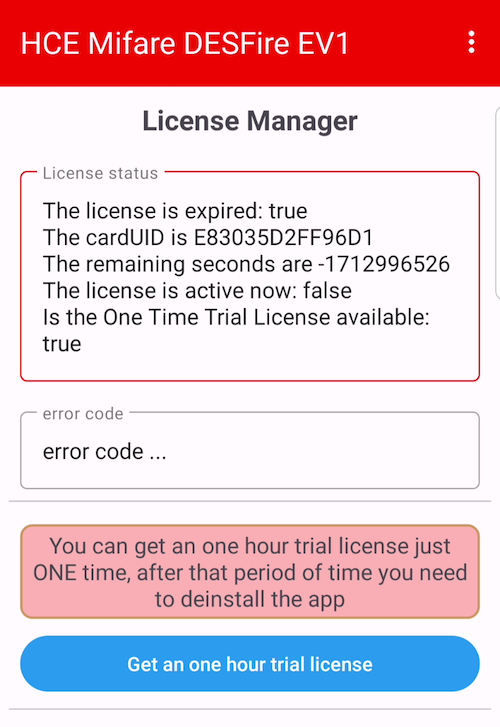 HCE Mifare DESFire EV1
License Manager
License status
The license is expired: true
The cardUID is E83035D2FF96D1
The remaining seconds are -1712996526
The license is active now: false
Is the One Time Trial License available:
true
error code
error code ...
You can get an one hour trial license just
ONE time, after that period of time you need
to deinstall the app
Get an one hour trial license